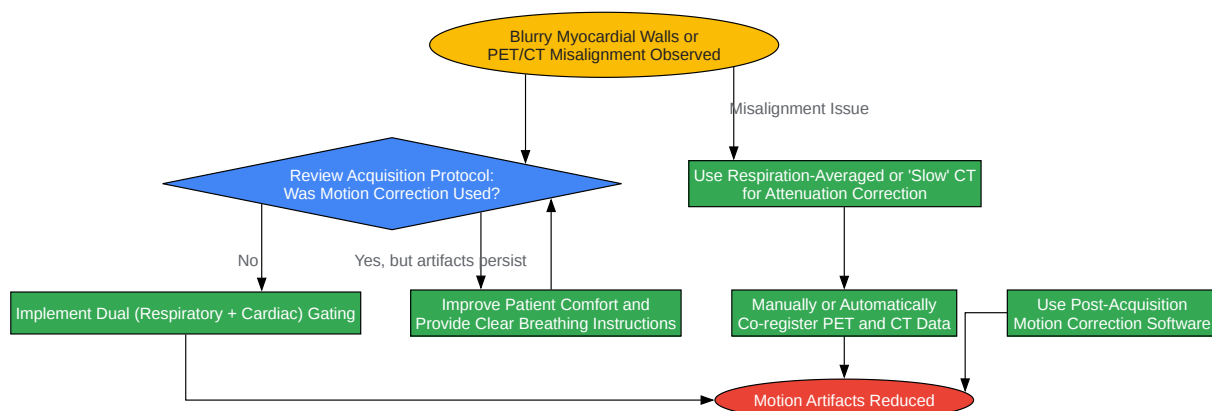 Blurry Myocardial Walls or
PET/CT Misalignment Observed
Misalignment Issue
Review Acquisition Protocol:
Was Motion Correction Used?
Use Respiration-Averaged or 'Slow' CT
for Attenuation Correction
No
Yes, but artifacts persist
Implement Dual (Respiratory + Cardiac) Gating
Improve Patient Comfort and
Provide Clear Breathing Instructions
Manually or Automatically
Co-register PET and CT Data
Use Post-Acquisition
Motion Correction Software
Motion Artifacts Reduced